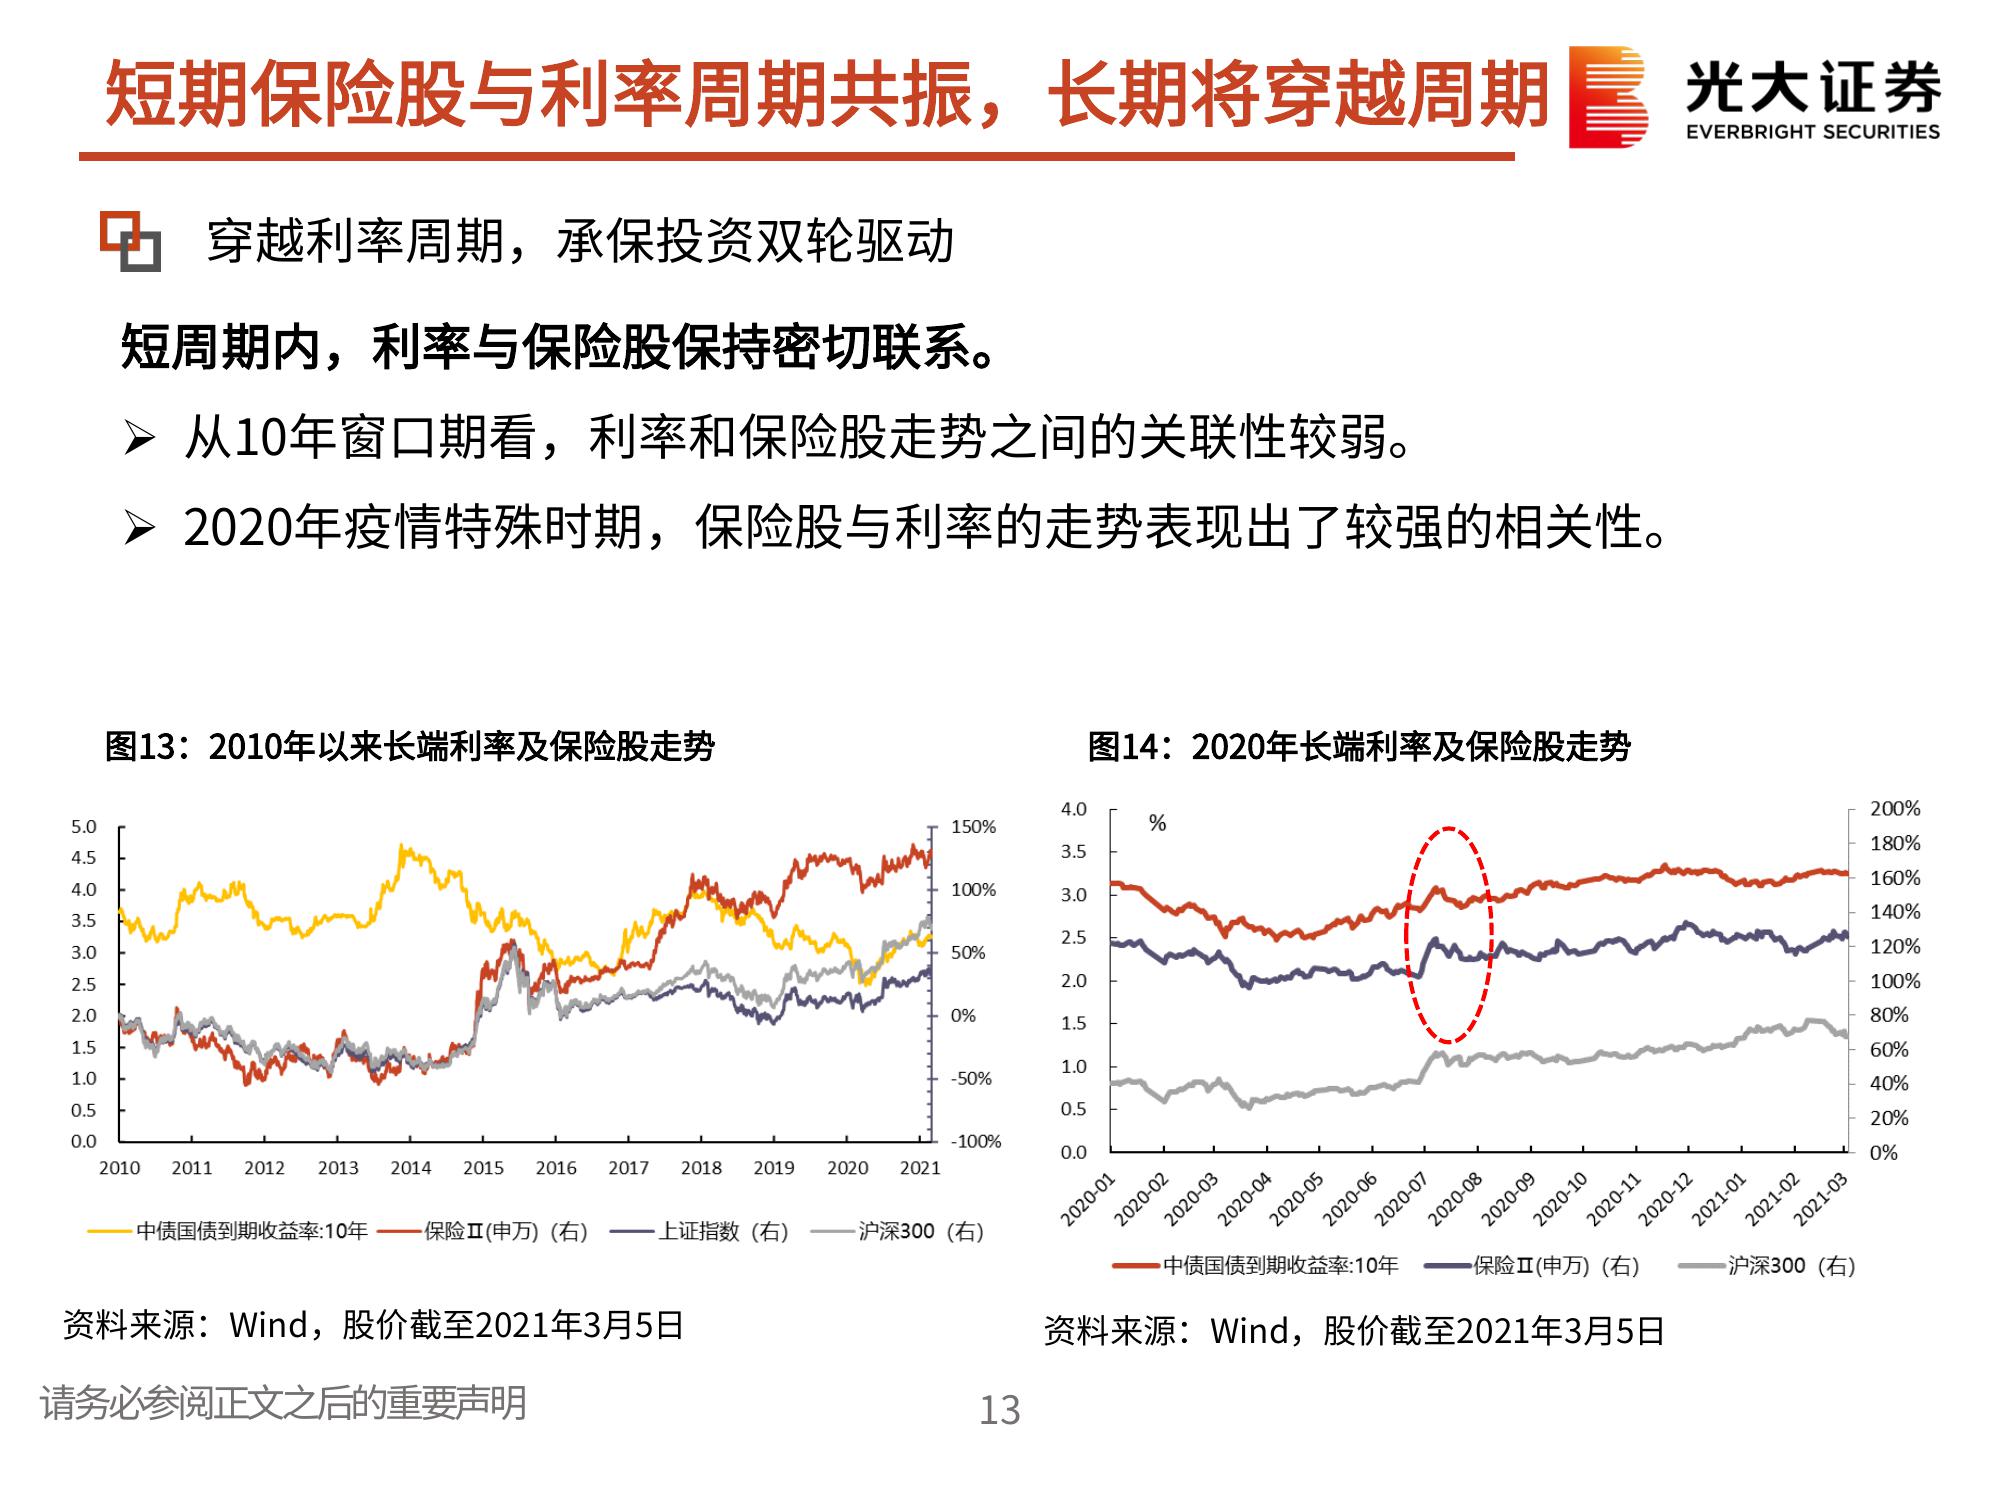 短期保险股与利率周期共振，长期将穿越周期
光大证券
EVERBRIGHT SECURITIES
穿越利率周期，承保投资双轮驱动
短周期内，利率与保险股保持密切联系。
从10年窗口期看，利率和保险股走势之间的关联性较弱。
2020年疫情特殊时期，保险股与利率的走势表现出了较强的相关性。
图13：2010年以来长端利率及保险股走势
5.0
4.5
4.0
3.5
3.0
2.5
2.0
1.5
1.0
0.5
0.0
150%
100%
50%
0%
-50%
-100%
2010 2011 2012 2013 2014 2015 2016 2017 2018 2019 2020 2021
中债国债到期收益率:10年 保险Ⅱ(申万)（右） 上证指数（右） 沪深300（右）
资料来源：Wind，股价截至2021年3月5日
图14：2020年长端利率及保险股走势
%
4.0
3.5
3.0
2.5
2.0
1.5
1.0
0.5
0.0
200%
180%
160%
140%
120%
100%
80%
60%
40%
20%
0%
2020-01 2020-02 2020-03 2020-04 2020-05 2020-06 2020-07 2020-08 2020-09 2020-10 2020-11 2020-12 2021-01 2021-02 2021-03
中债国债到期收益率:10年 保险Ⅱ(申万)（右） 沪深300（右）
资料来源：Wind，股价截至2021年3月5日
请务必参阅正文之后的重要声明
13